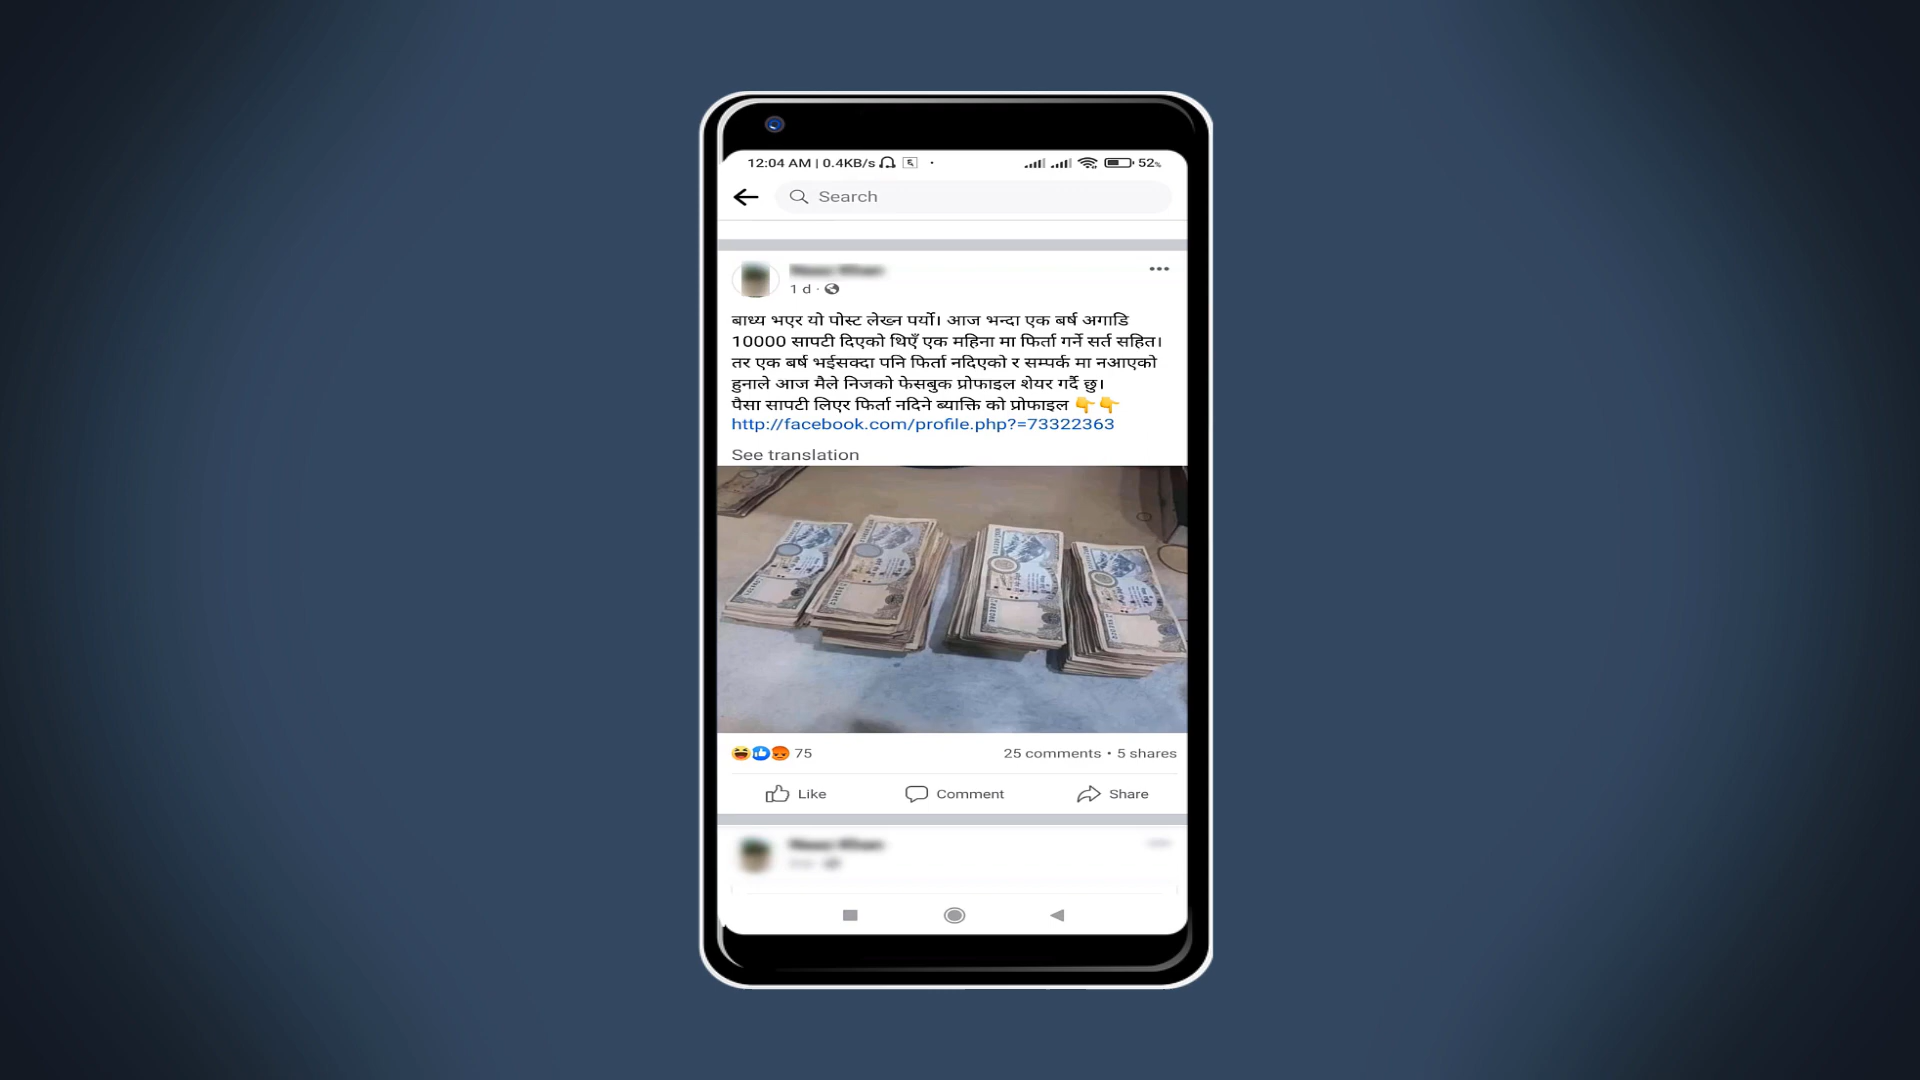 12:04 AM | 0.4KB/s
52%
Search
1 d ·
बाध्य भएर यो पोस्ट लेख्न पर्यो। आज भन्दा एक बर्ष अगाडि
10000 सापटी दिएको थिएँ एक महिना मा फिर्ता गर्ने सर्त सहित।
तर एक बर्ष भईसक्दा पनि फिर्ता नदिएको र सम्पर्क मा नआएको
हुनाले आज मैले निजको फेसबुक प्रोफाइल शेयर गर्दै छु।
पैसा सापटी लिएर फिर्ता नदिने ब्याक्ति को प्रोफाइल 👇👇
http://facebook.com/profile.php?=73322363
See translation
75
25 comments • 5 shares
Like
Comment
Share